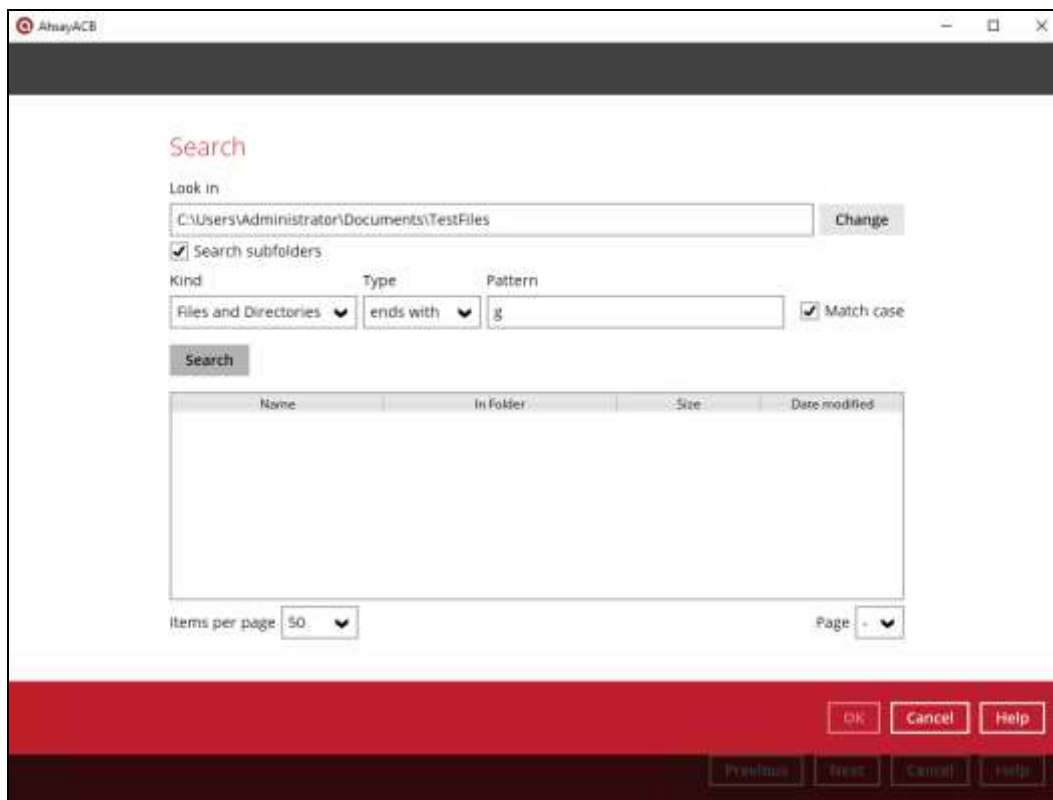 AhsayACB
Search
Look in
C:\Users\Administrator\Documents\TestFiles
Change
Search subfolders
Kind Type Pattern
Files and Directories ends with g Match case
Search
Name In Folder Size Date modified
Items per page 50 Page -
OK Cancel Help
Previous Next Cancel Help